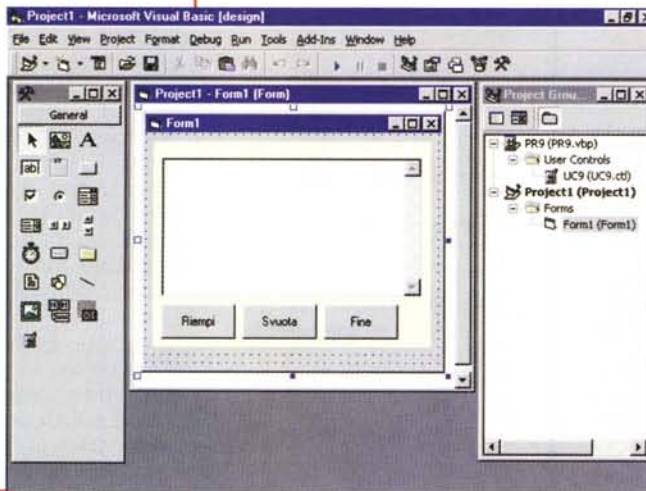 Project1 - Microsoft Visual Basic [design]
File Edit View Project Format Debug Run Tools Add-Ins Window Help
General
A
ab|
OLE
Project1 - Form1 (Form)
Form1
Riempi Svuota Fine
Project Grou...
PR9 (PR9.vbp)
User Controls
UC9 (UC9.ctl)
Project1 (Project1)
Forms
Form1 (Form1)